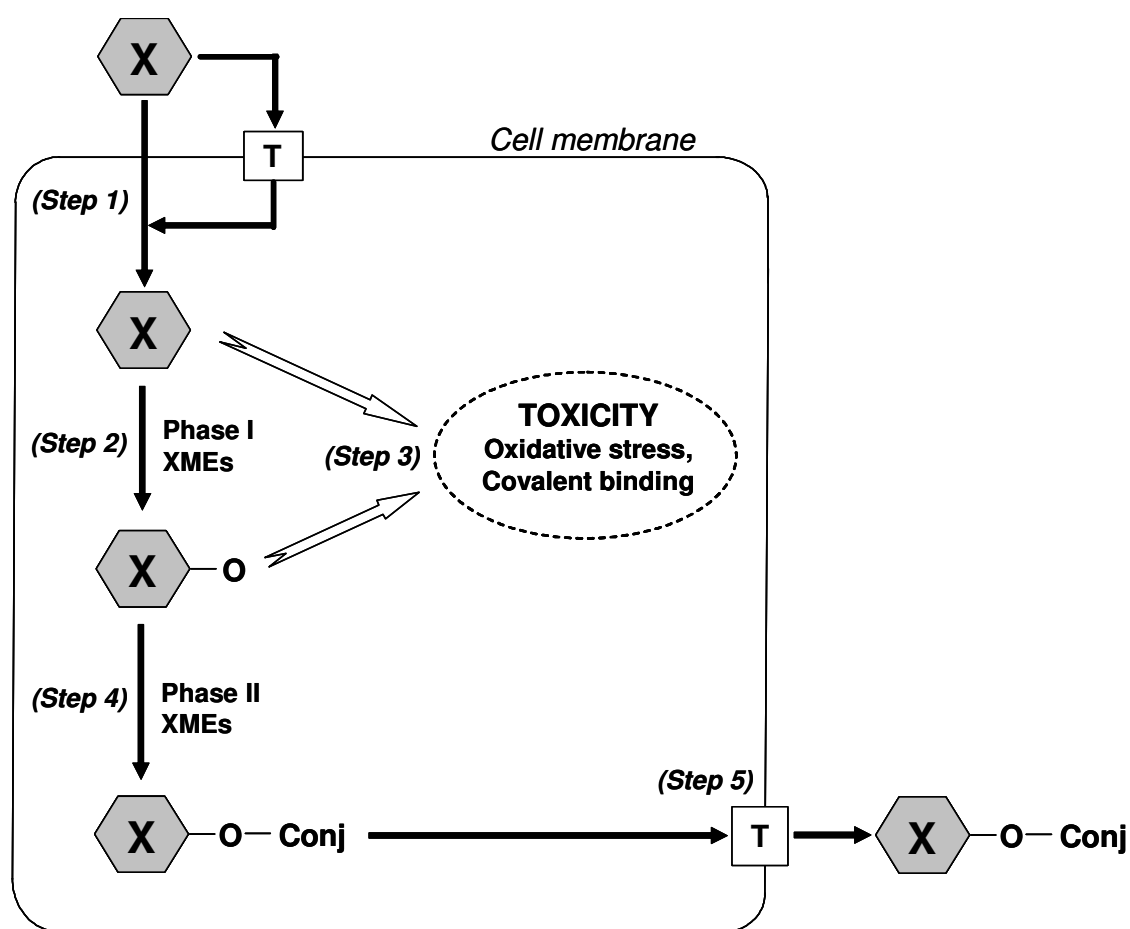 X
T
Cell membrane
(Step 1)
X
(Step 2)
Phase I
XMEs
(Step 3)
TOXICITY
Oxidative stress,
Covalent binding
X O
(Step 4)
Phase II
XMEs
(Step 5)
X O Conj
T
X O Conj